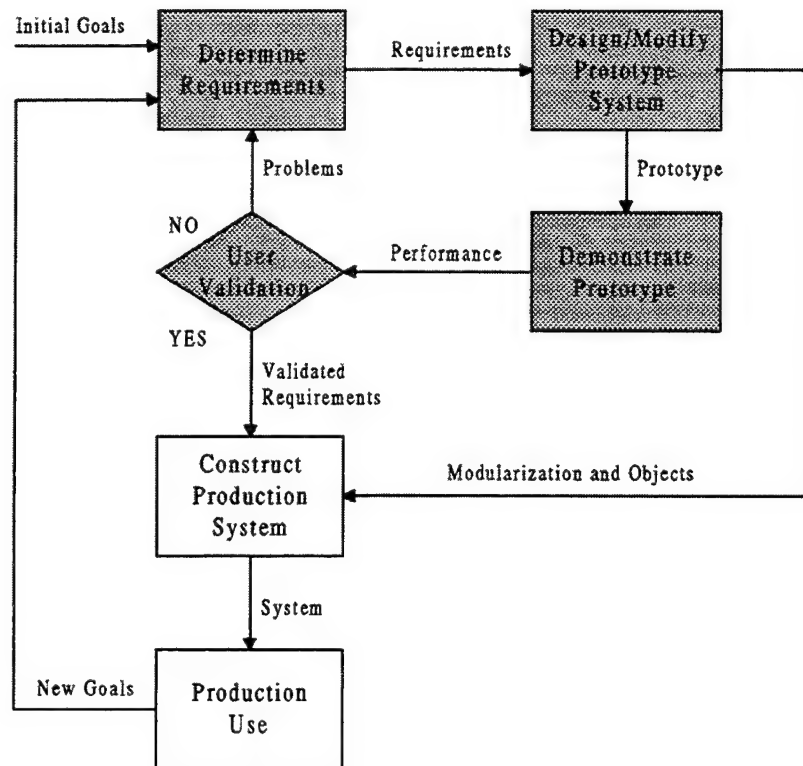 Initial Goals
Determine
Requirements
Requirements
Design/Modify
Prototype
System
Problems
Prototype
NO
User
Validation
Performance
Demonstrate
Prototype
YES
Validated
Requirements
Construct
Production
System
Modularization and Objects
System
New Goals
Production
Use